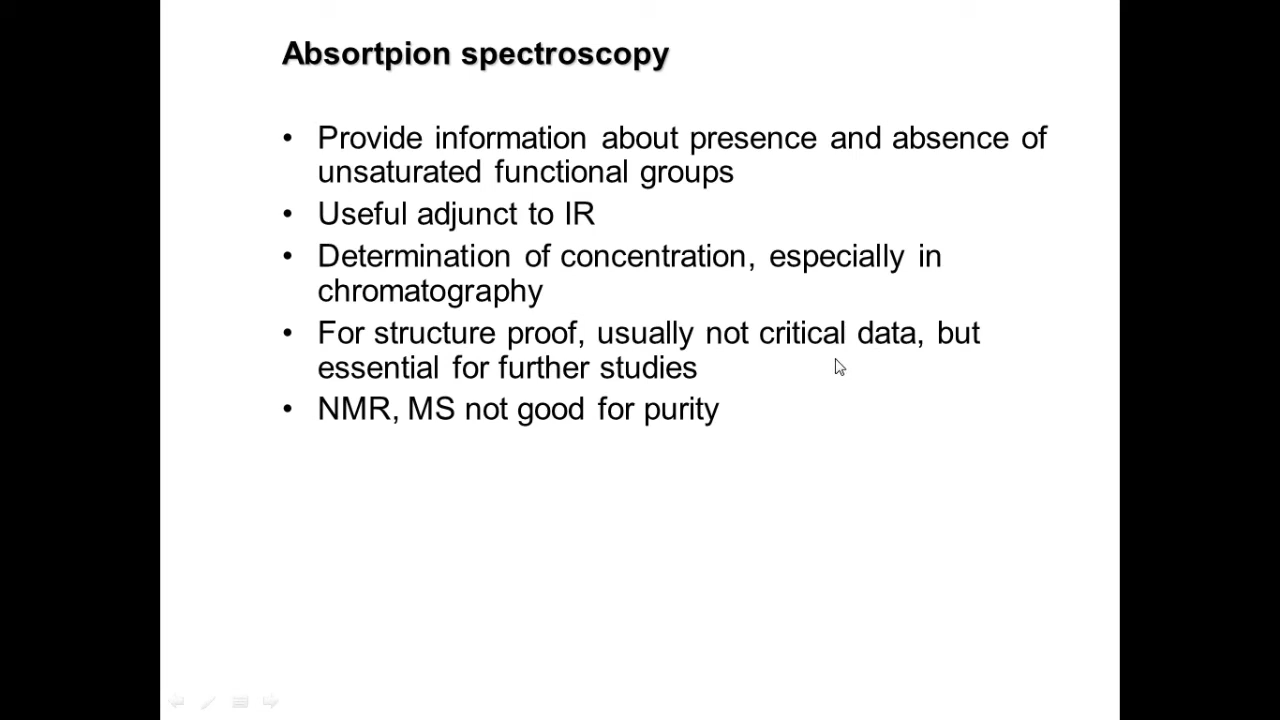 Absortpion spectroscopy
• Provide information about presence and absence of
unsaturated functional groups
• Useful adjunct to IR
• Determination of concentration, especially in
chromatography
• For structure proof, usually not critical data, but
essential for further studies
• NMR, MS not good for purity